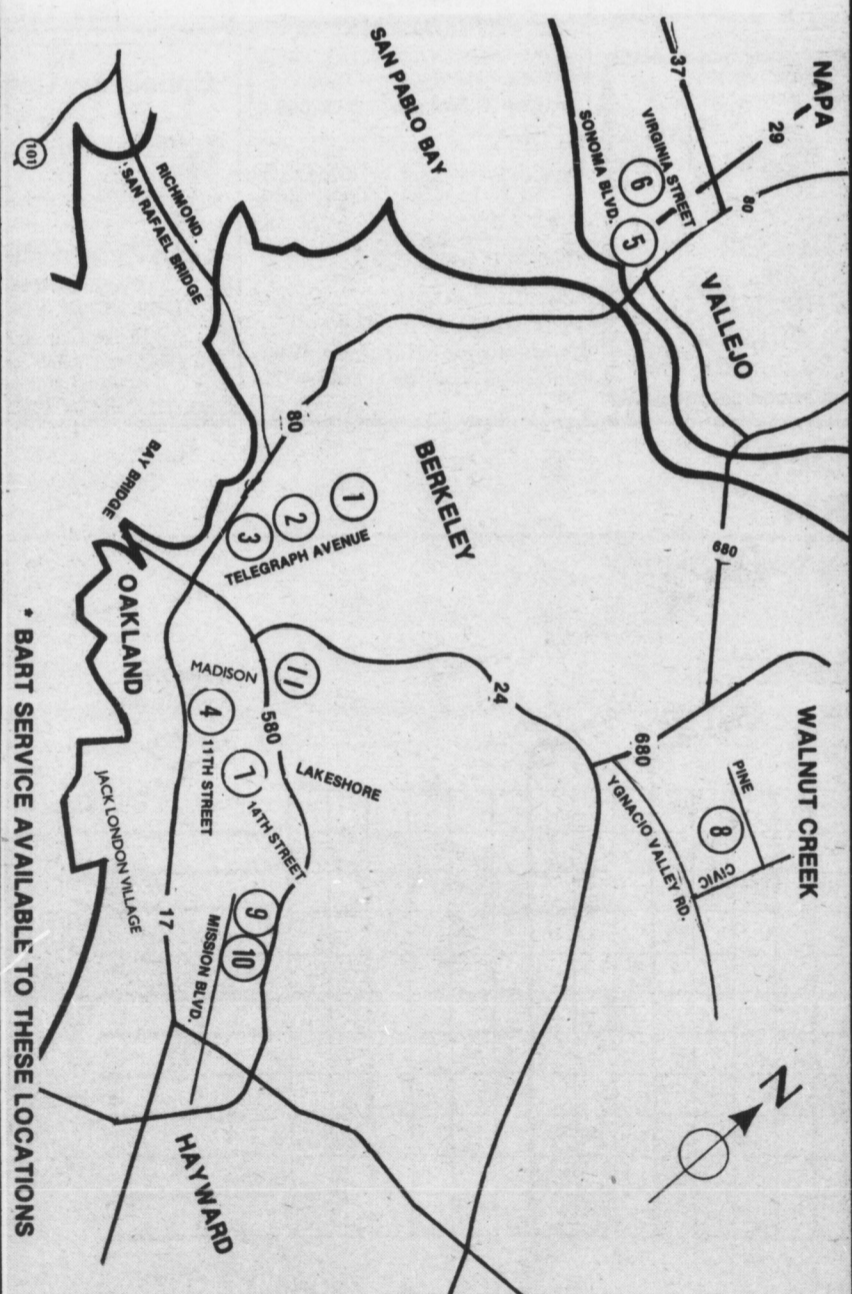 NAPA
29
37
80
VIRGINIA STREET
6
SONOMA BLVD.
5
VALLEJO
SAN PABLO BAY
101
RICHMOND.
SAN RAFAEL BRIDGE
80
BERKELEY
1
2
3
TELEGRAPH AVENUE
BAY BRIDGE
OAKLAND
680
WALNUT CREEK
680
PINE
8
CIVIC
YGNACIO VALLEY RD.
24
MADISON
11
4
580
11TH STREET
LAKESHORE
7
14TH STREET
JACK LONDON VILLAGE
17
9
10
MISSION BLVD.
HAYWARD
N
* BART SERVICE AVAILABLE TO THESE LOCATIONS